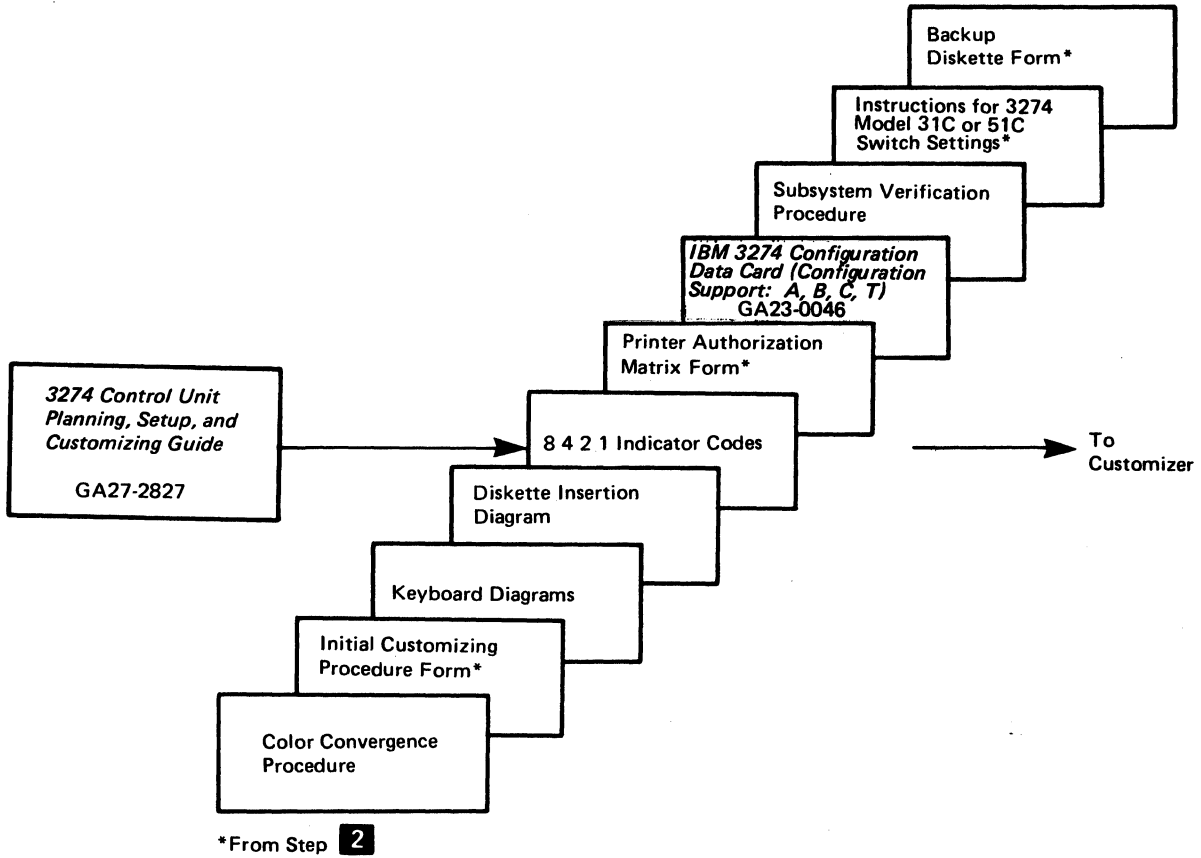 Backup
Diskette Form*
Instructions for 3274
Model 31C or 51C
Switch Settings*
Subsystem Verification
Procedure
IBM 3274 Configuration
Data Card (Configuration
Support: A, B, C, T)
GA23-0046
Printer Authorization
Matrix Form*
3274 Control Unit
Planning, Setup, and
Customizing Guide
GA27-2827
8 4 2 1 Indicator Codes
To
Customizer
Diskette Insertion
Diagram
Keyboard Diagrams
Initial Customizing
Procedure Form*
Color Convergence
Procedure
*From Step 2